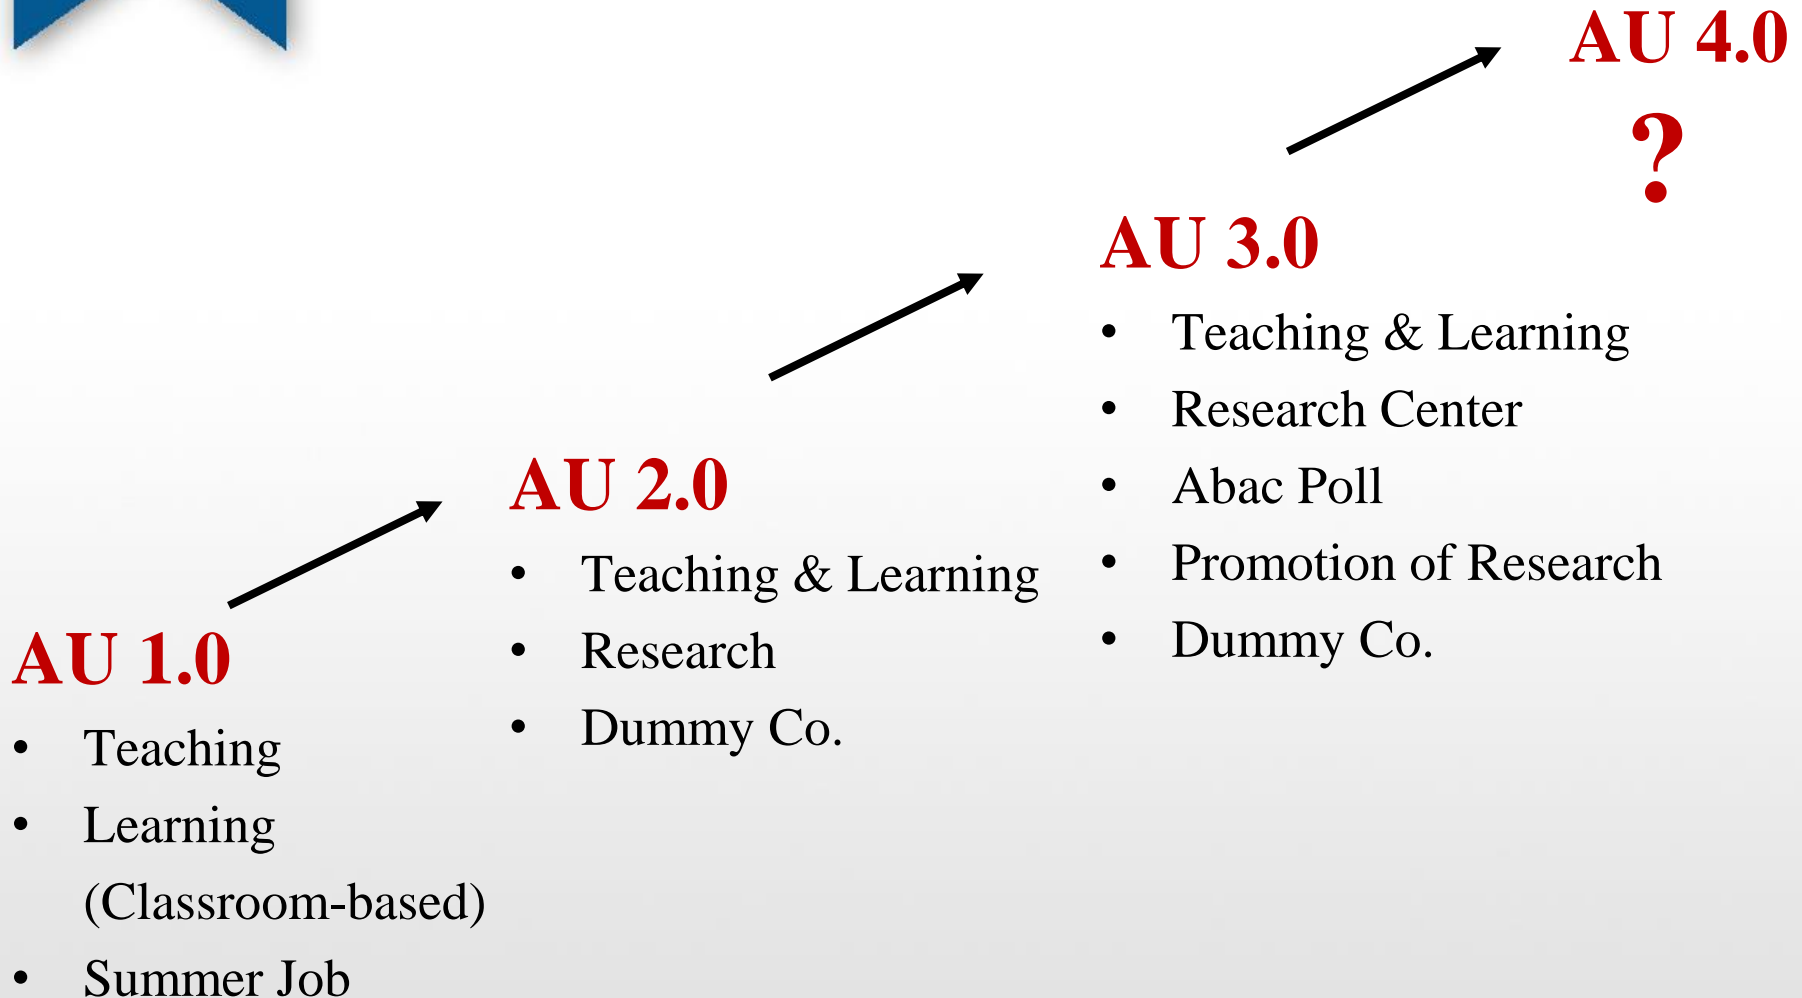 AU 4.0
?
AU 3.0
• Teaching & Learning
• Research Center
• Abac Poll
• Promotion of Research
• Dummy Co.
AU 2.0
• Teaching & Learning
• Research
• Dummy Co.
AU 1.0
• Teaching
• Learning
(Classroom-based)
• Summer Job